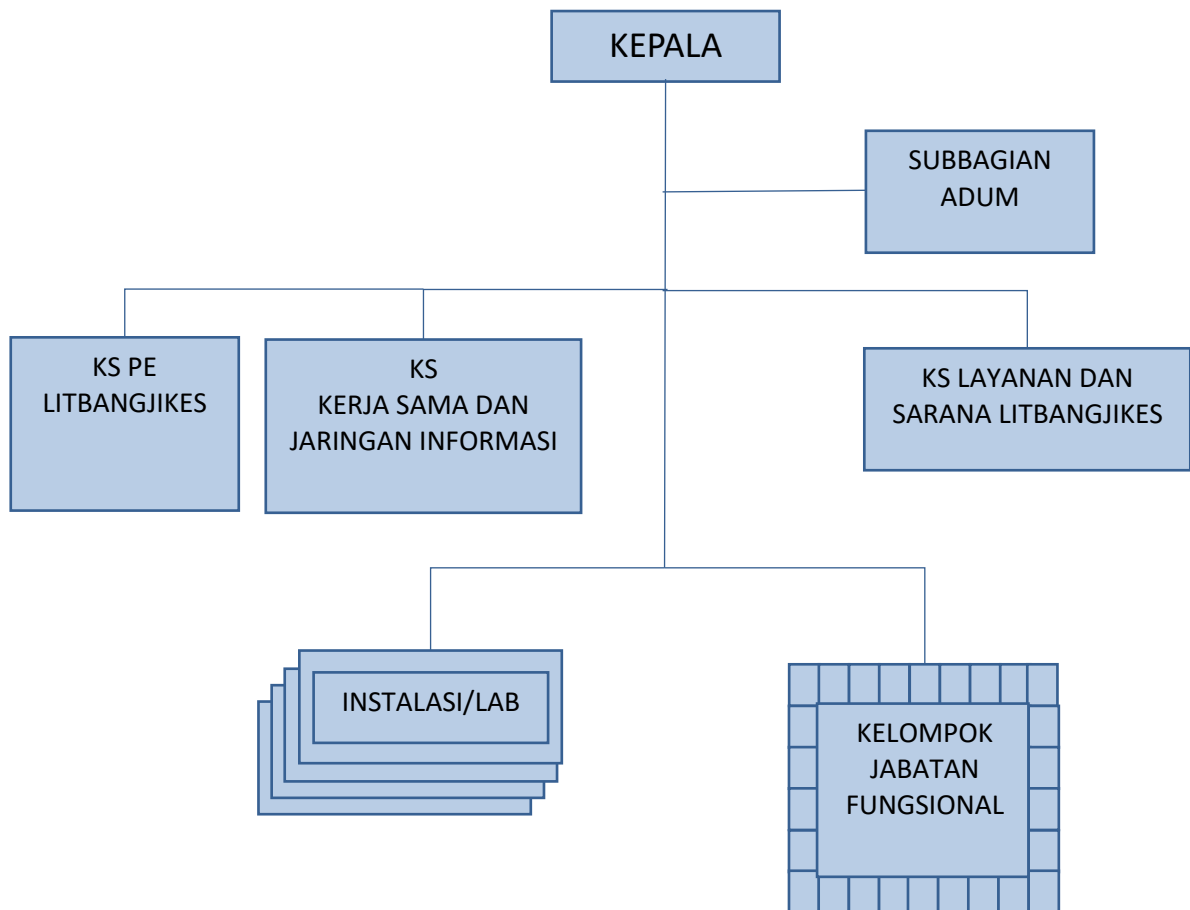 KEPALA
SUBBAGIAN
ADUM
KS PE
LITBANGJIKES
KS
KERJA SAMA DAN
JARINGAN INFORMASI
KS LAYANAN DAN
SARANA LITBANGJIKES
INSTALASI/LAB
KELOMPOK
JABATAN
FUNGSIONAL